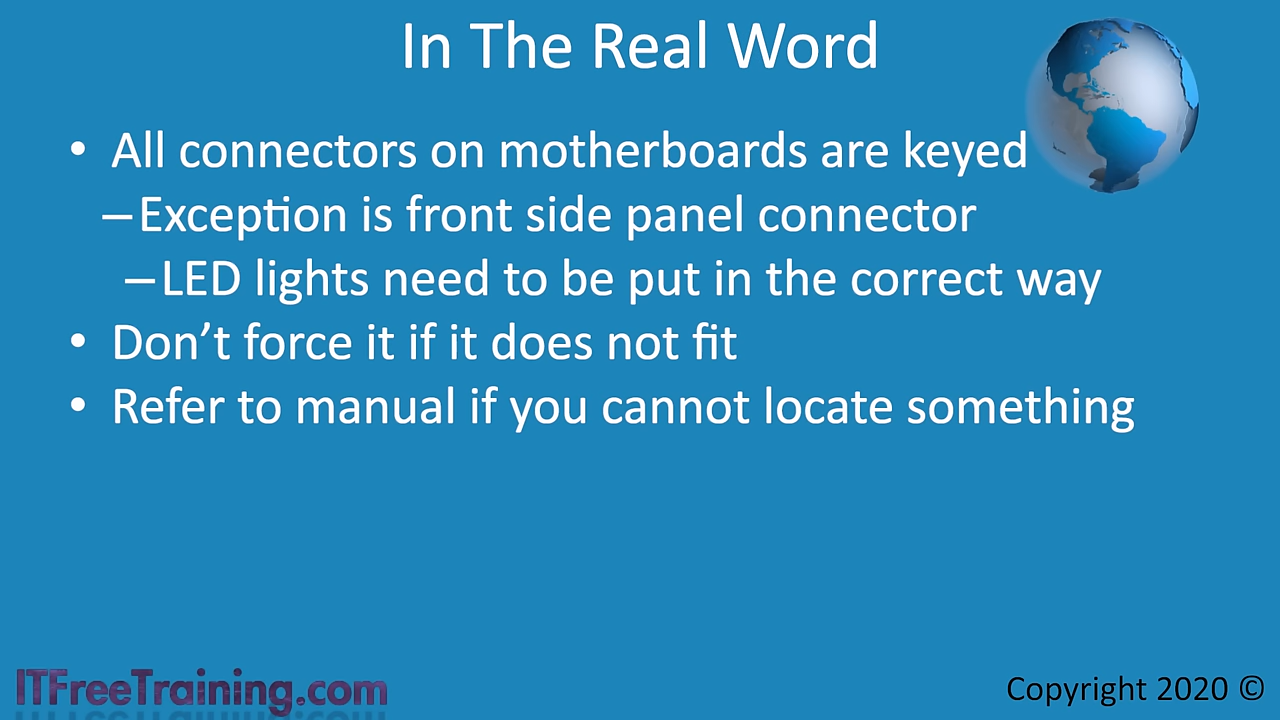 In The Real Word
• All connectors on motherboards are keyed
–Exception is front side panel connector
–LED lights need to be put in the correct way
• Don’t force it if it does not fit
• Refer to manual if you cannot locate something
ITFreeTraining.com
Copyright 2020 ©